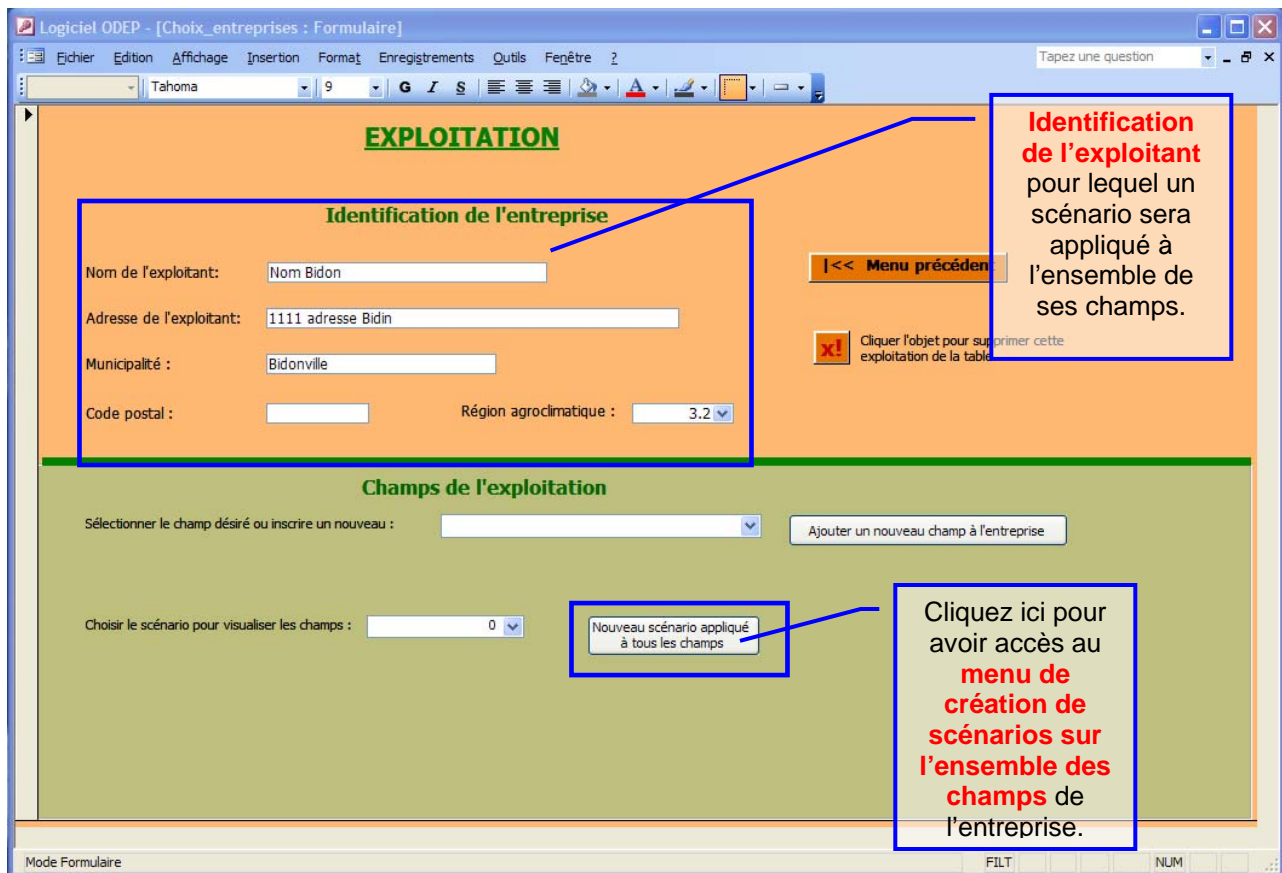 Logiciel ODEP - [Choix_entreprises : Formulaire]
Fichier Edition Affichage Insertion Format Enregistrements Outils Fenêtre ? Tapez une question
Tahoma 9 G I S A
EXPLOITATION
Identification de l'entreprise
Nom de l'exploitant: Nom Bidon
Adresse de l'exploitant: 1111 adresse Bidin
Municipalité : Bidonville
Code postal : Région agroclimatique : 3.2
|<< Menu précédent
x! Cliquer l'objet pour supprimer cette
exploitation de la table
Identification
de l'exploitant
pour lequel un
scénario sera
appliqué à
l'ensemble de
ses champs.
Champs de l'exploitation
Sélectionner le champ désiré ou inscrire un nouveau :
Ajouter un nouveau champ à l'entreprise
Choisir le scénario pour visualiser les champs : 0
Nouveau scénario appliqué
à tous les champs
Cliquez ici pour
avoir accès au
menu de
création de
scénarios sur
l'ensemble des
champs de
l'entreprise.
Mode Formulaire FILT NUM